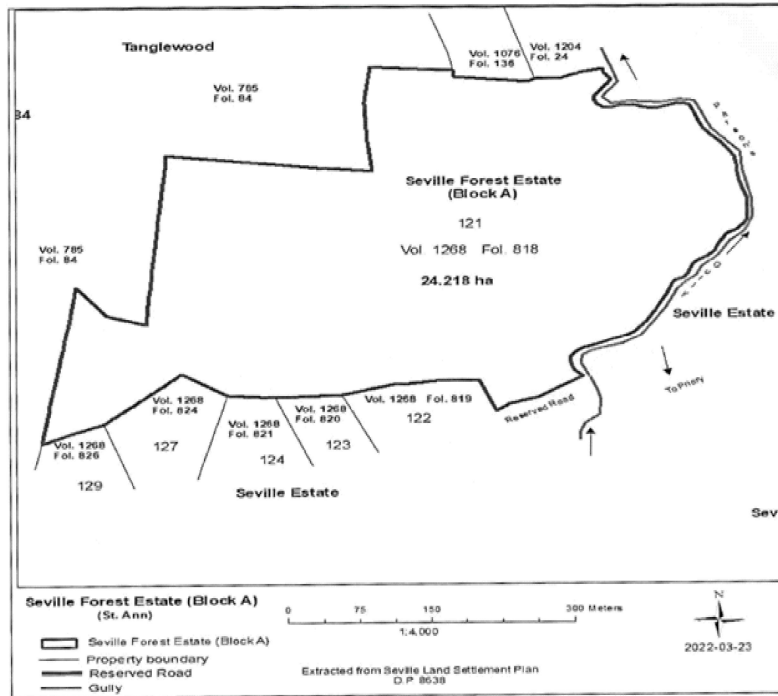 Tanglewood
Vol. 785
Fol. 84
84
Vol. 1076
Fol. 136
Vol. 1204
Fol. 24
Seville Forest Estate
(Block A)
121
Vol. 1268 Fol. 818
24.218 ha
Vol. 785
Fol. 84
Seville Estate
To Priory
Reserved Road
Vol. 1268 Fol. 819
122
Vol. 1268
Fol. 820
123
Vol. 1268
Fol. 821
124
Vol. 1268
Fol. 824
127
Vol. 1268
Fol. 826
129
Seville Estate
Sev
Seville Forest Estate (Block A)
(St. Ann)
Seville Forest Estate (Block A)
Property boundary
Reserved Road
Gully
0 75 150 300 Meters
1:4,000
Extracted from Seville Land Settlement Plan
D.P. 8638
N
2022-03-23